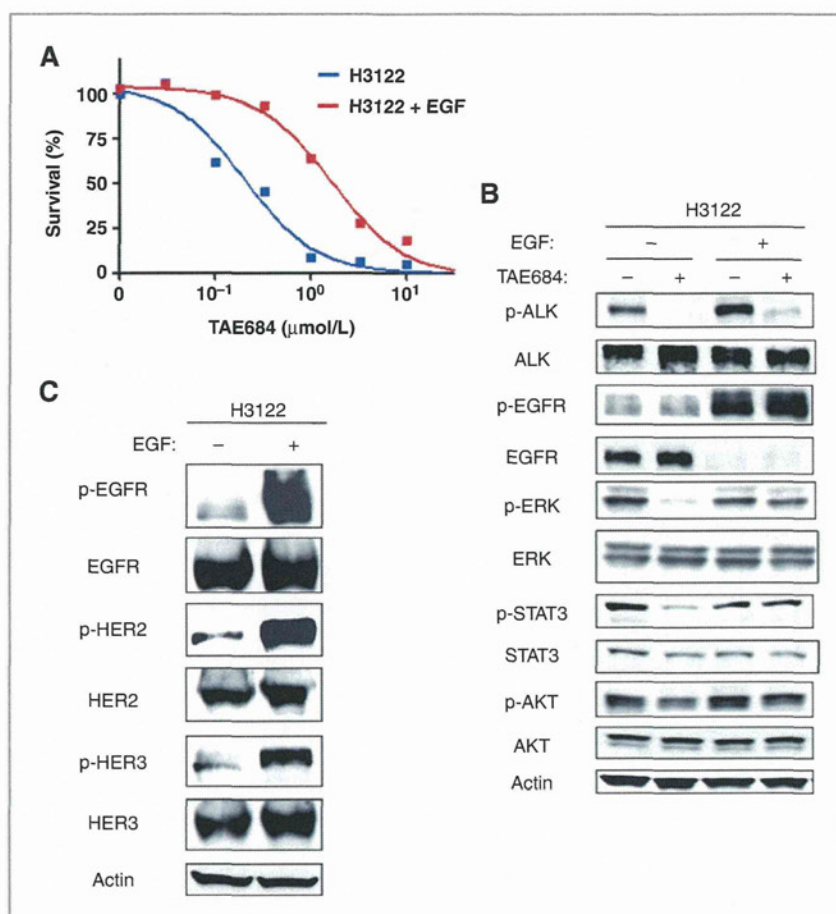 A
H3122
H3122 + EGF
100
75
50
25
0
Survival (%)
0
10⁻¹
10⁰
10¹
TAE684 (μmol/L)
B
H3122
EGF:
−
+
TAE684:
−
+
−
+
p-ALK
ALK
p-EGFR
EGFR
p-ERK
ERK
p-STAT3
STAT3
p-AKT
AKT
Actin
C
H3122
EGF:
−
+
p-EGFR
EGFR
p-HER2
HER2
p-HER3
HER3
Actin